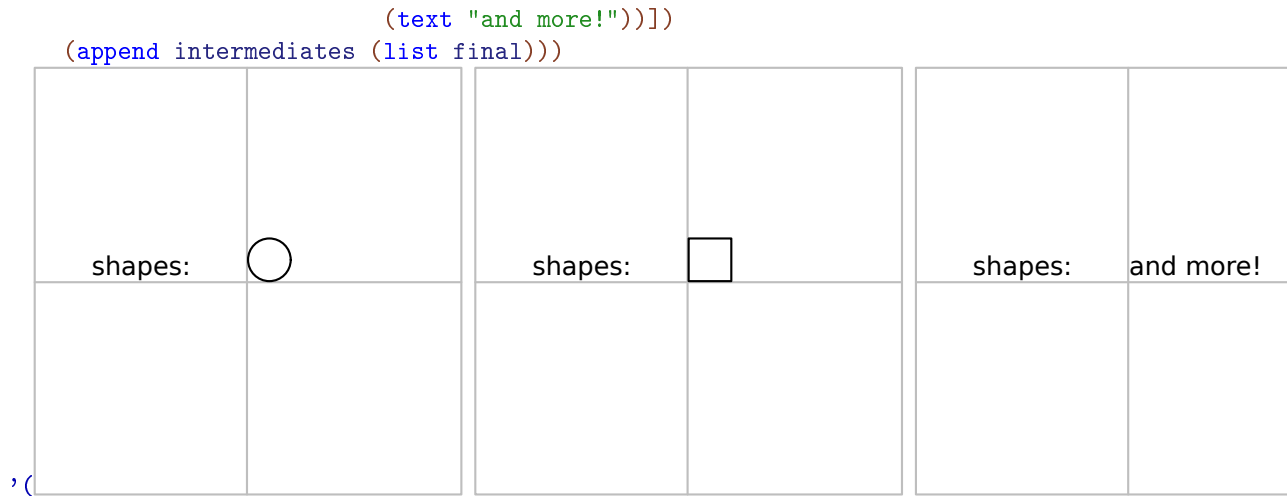 (text "and more!"))])
(append intermediates (list final)))
shapes: shapes: shapes: and more!
'(